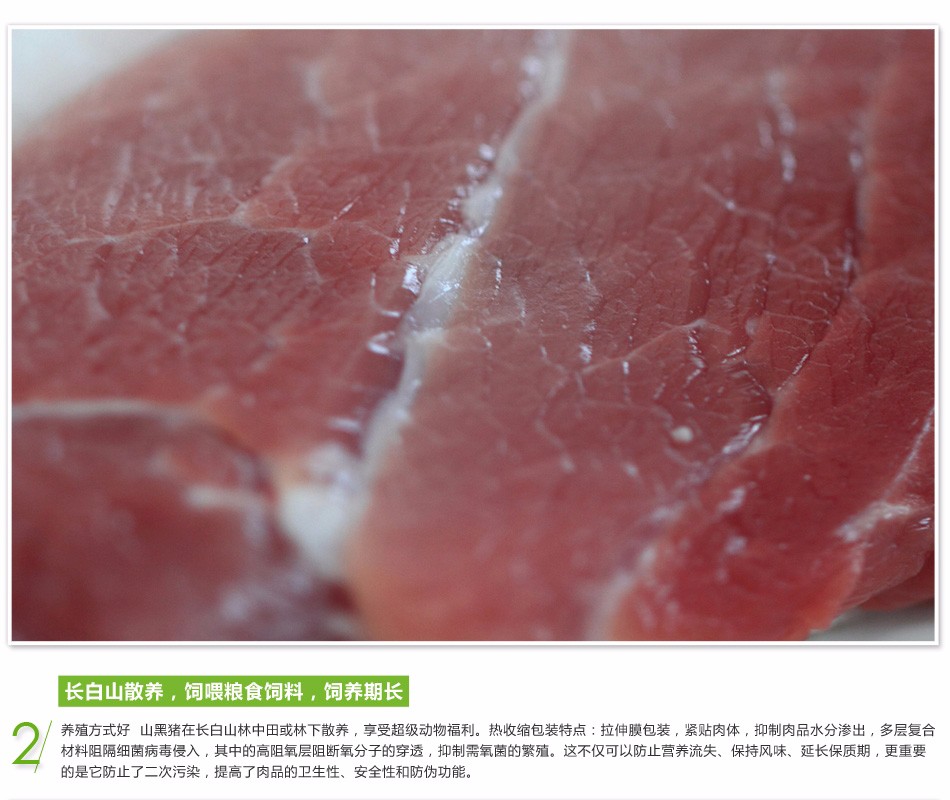 长白山散养，饲喂粮食饲料，饲养期长
2
养殖方式好 山黑猪在长白山林中田或林下散养，享受超级动物福利。热收缩包装特点：拉伸膜包装，紧贴肉体，抑制肉品水分渗出，多层复合
材料阻隔细菌病毒侵入，其中的高阻氧层阻断氧分子的穿透，抑制需氧菌的繁殖。这不仅可以防止营养流失、保持风味、延长保质期，更重要
的是它防止了二次污染，提高了肉品的卫生性、安全性和防伪功能。